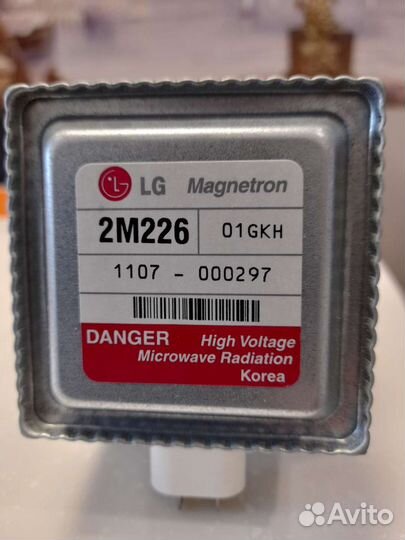 LG Magnetron
2M226 01GKH
1107 - 000297
DANGER High Voltage
Microwave Radiation
Korea
Avito